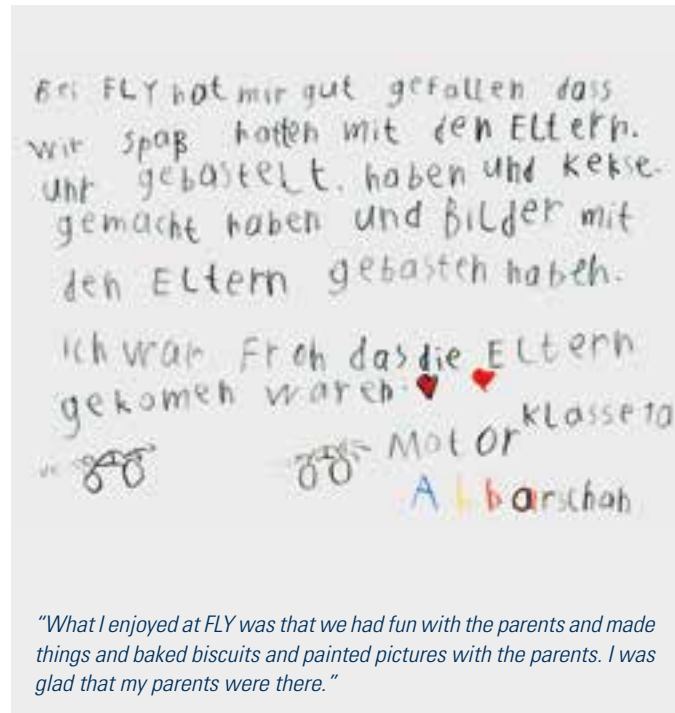 Bei FLY hat mir gut gefallen dass
wir spaß hatten mit den Eltern.
und gebastelt. haben und kekse.
gemacht haben und Bilder mit
den Eltern gebasteln haben.
ich war Froh das die Eltern
gekomen waren.
Klasse 1a
Motor
Abbarschah
"What I enjoyed at FLY was that we had fun with the parents and made
things and baked biscuits and painted pictures with the parents. I was
glad that my parents were there."